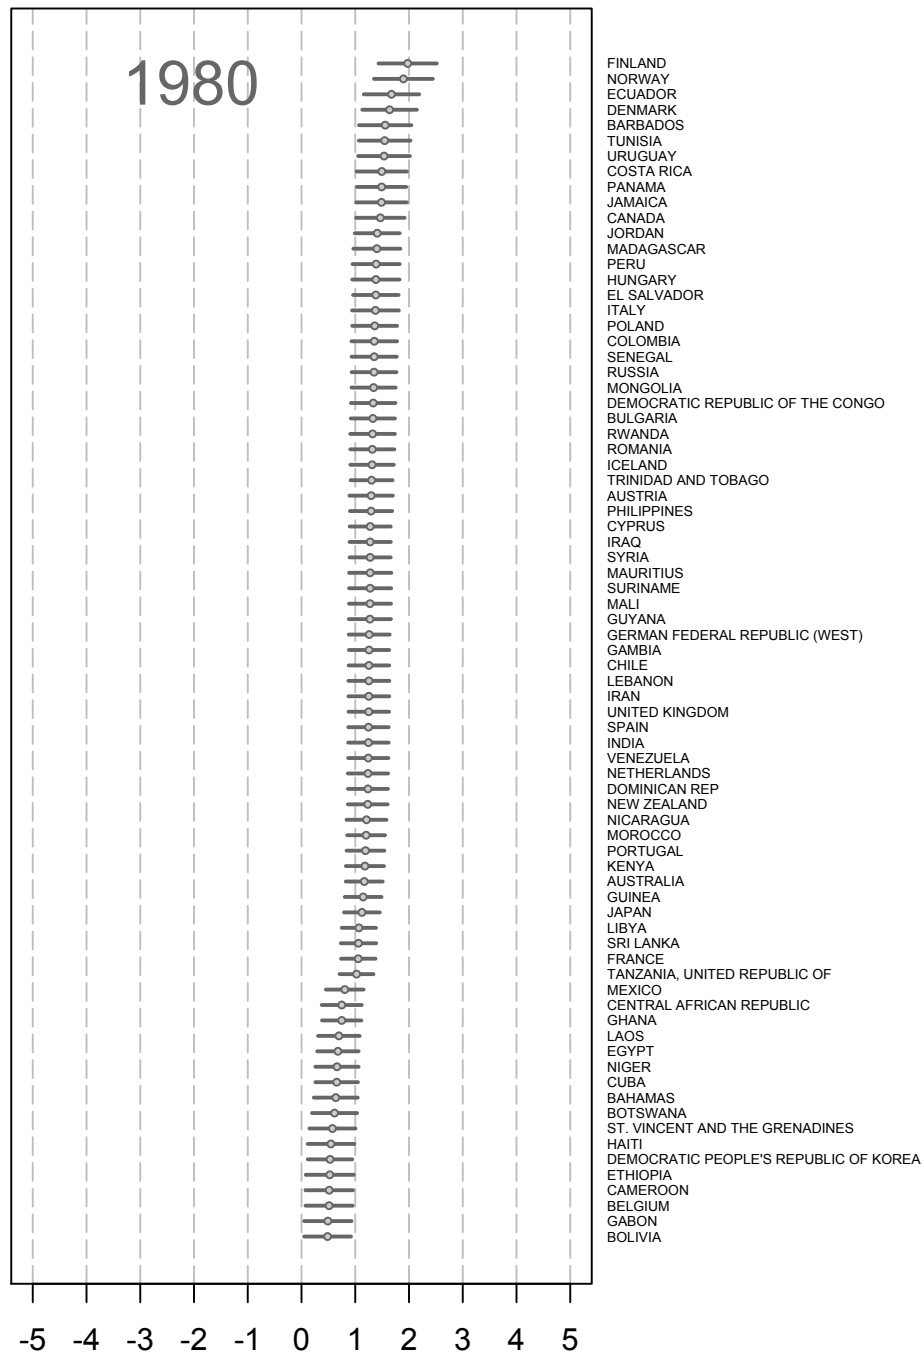 1980
FINLAND
NORWAY
ECUADOR
DENMARK
BARBADOS
TUNISIA
URUGUAY
COSTA RICA
PANAMA
JAMAICA
CANADA
JORDAN
MADAGASCAR
PERU
HUNGARY
EL SALVADOR
ITALY
POLAND
COLOMBIA
SENEGAL
RUSSIA
MONGOLIA
DEMOCRATIC REPUBLIC OF THE CONGO
BULGARIA
RWANDA
ROMANIA
ICELAND
TRINIDAD AND TOBAGO
AUSTRIA
PHILIPPINES
CYPRUS
IRAQ
SYRIA
MAURITIUS
SURINAME
MALI
GUYANA
GERMAN FEDERAL REPUBLIC (WEST)
GAMBIA
CHILE
LEBANON
IRAN
UNITED KINGDOM
SPAIN
INDIA
VENEZUELA
NETHERLANDS
DOMINICAN REP
NEW ZEALAND
NICARAGUA
MOROCCO
PORTUGAL
KENYA
AUSTRALIA
GUINEA
JAPAN
LIBYA
SRI LANKA
FRANCE
TANZANIA, UNITED REPUBLIC OF
MEXICO
CENTRAL AFRICAN REPUBLIC
GHANA
LAOS
EGYPT
NIGER
CUBA
BAHAMAS
BOTSWANA
ST. VINCENT AND THE GRENADINES
HAITI
DEMOCRATIC PEOPLE'S REPUBLIC OF KOREA
ETHIOPIA
CAMEROON
BELGIUM
GABON
BOLIVIA
-5 -4 -3 -2 -1 0 1 2 3 4 5